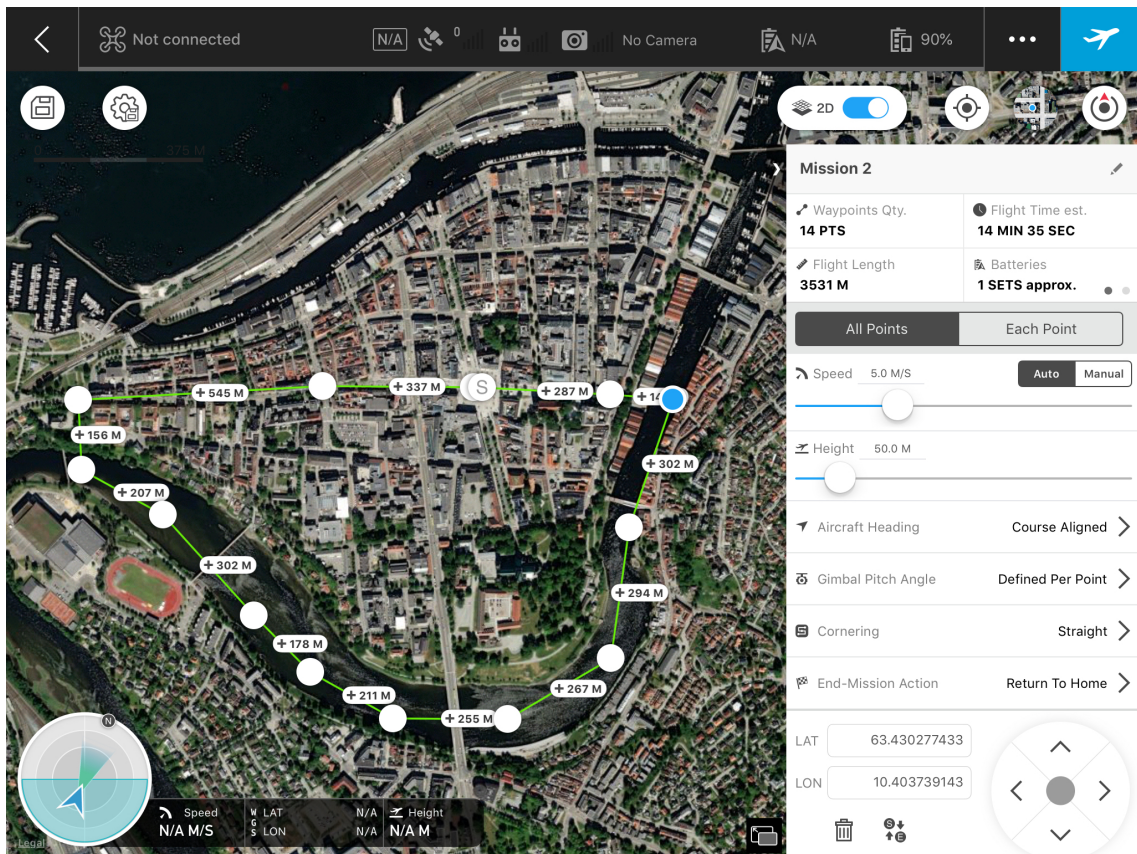 Not connected
N/A
0
No Camera
N/A
90%
2D
0
375 M
Mission 2
Waypoints Qty.
14 PTS
Flight Time est.
14 MIN 35 SEC
Flight Length
3531 M
Batteries
1 SETS approx.
All Points
Each Point
Speed
5.0 M/S
Auto
Manual
Height
50.0 M
Aircraft Heading
Course Aligned
Gimbal Pitch Angle
Defined Per Point
Cornering
Straight
End-Mission Action
Return To Home
LAT
63.430277433
LON
10.403739143
S
E
+ 545 M
+ 337 M
S
+ 287 M
+ 156 M
+ 302 M
+ 207 M
+ 302 M
+ 294 M
+ 178 M
+ 267 M
+ 211 M
+ 255 M
N
Speed
N/A M/S
WGS
LAT
N/A
LON
N/A
Height
N/A M
Legal